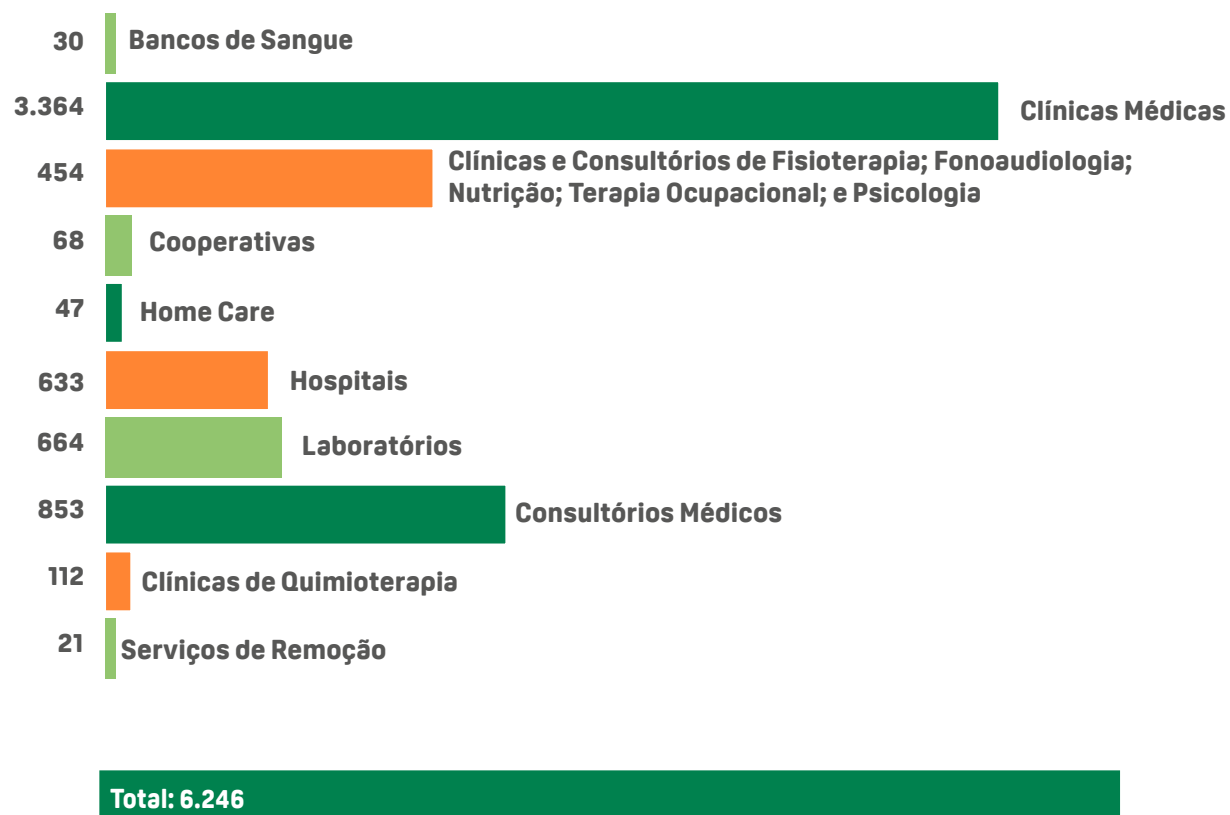 30 Bancos de Sangue
3.364 Clínicas Médicas
454 Clínicas e Consultórios de Fisioterapia; Fonoaudiologia;
Nutrição; Terapia Ocupacional; e Psicologia
68 Cooperativas
47 Home Care
633 Hospitais
664 Laboratórios
853 Consultórios Médicos
112 Clínicas de Quimioterapia
21 Serviços de Remoção
Total: 6.246